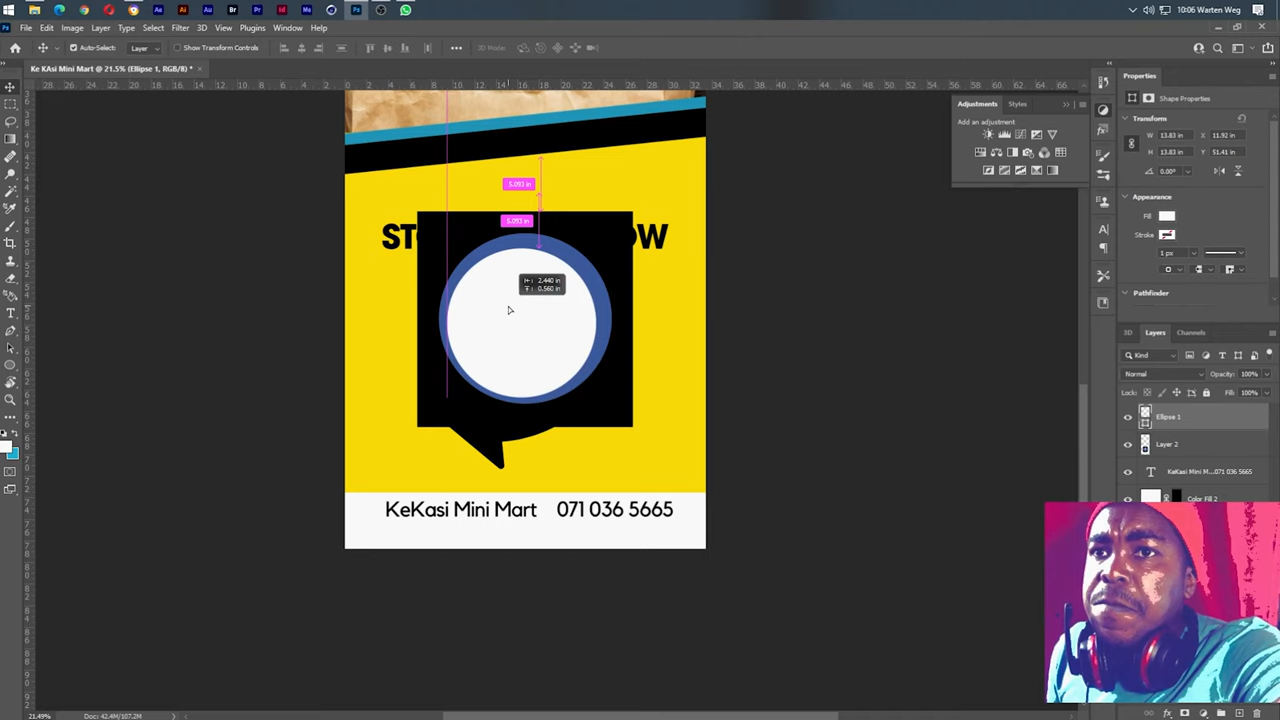 10:06 Warten Weg
File Edit Image Layer Type Select Filter 3D View Plugins Window Help
Auto-Select: Layer Show Transform Controls 3D Mode:
Ke KAsi Mini Mart @ 21.5% (Ellipse 1, RGB/8) * ×
Properties
Shape Properties
Transform
W 13.83 in X 11.92 in
H 13.83 in Y 51.41 in
0.00°
Appearance
Fill
Stroke
1 px
Pathfinder
Adjustments Styles
Add an adjustment
3D Layers Channels
Kind
Normal Opacity: 100%
Lock: Fill: 100%
Ellipse 1
Layer 2
KeKasi Mini M...071 036 5665
Color Fill 2
5.093 in
5.093 in
2.440 in
0.560 in
KeKasi Mini Mart 071 036 5665
21.49% Doc: 42.4M/107.2M